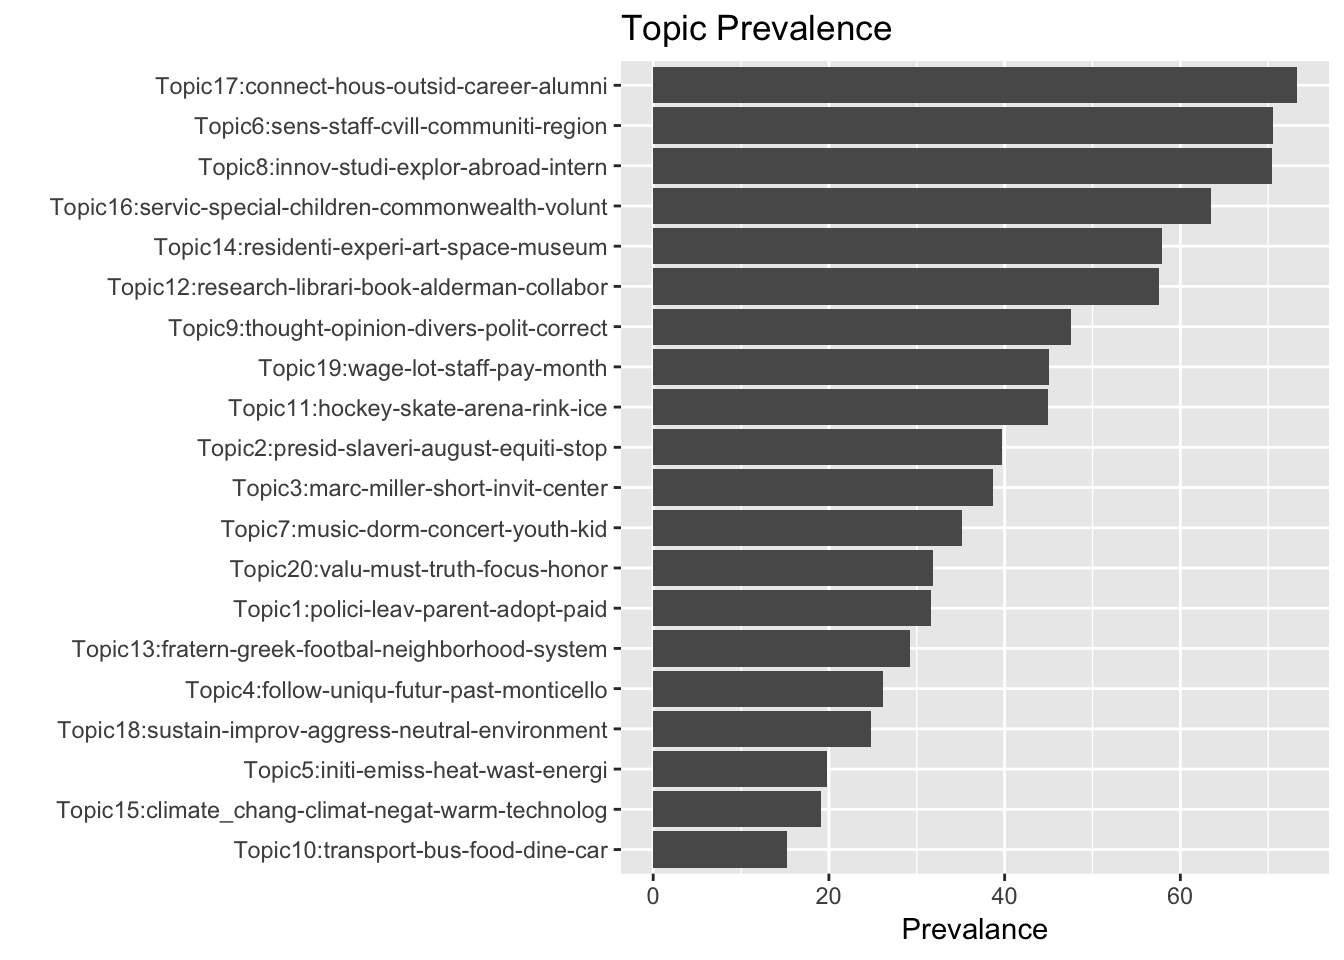 Topic Prevalence
Topic17:connect-hous-outsid-career-alumni
Topic6:sens-staff-cvill-communiti-region
Topic8:innov-studi-explor-abroad-intern
Topic16:servic-special-children-commonwealth-volunt
Topic14:residenti-experi-art-space-museum
Topic12:research-librari-book-alderman-collabor
Topic9:thought-opinion-divers-polit-correct
Topic19:wage-lot-staff-pay-month
Topic11:hockey-skate-arena-rink-ice
Topic2:presid-slaveri-august-equiti-stop
Topic3:marc-miller-short-invit-center
Topic7:music-dorm-concert-youth-kid
Topic20:valu-must-truth-focus-honor
Topic1:polici-leav-parent-adopt-paid
Topic13:fratern-greek-footbal-neighborhood-system
Topic4:follow-uniqu-futur-past-monticello
Topic18:sustain-improv-aggress-neutral-environment
Topic5:initi-emiss-heat-wast-energi
Topic15:climate_chang-climat-negat-warm-technolog
Topic10:transport-bus-food-dine-car
0 20 40 60
Prevalance